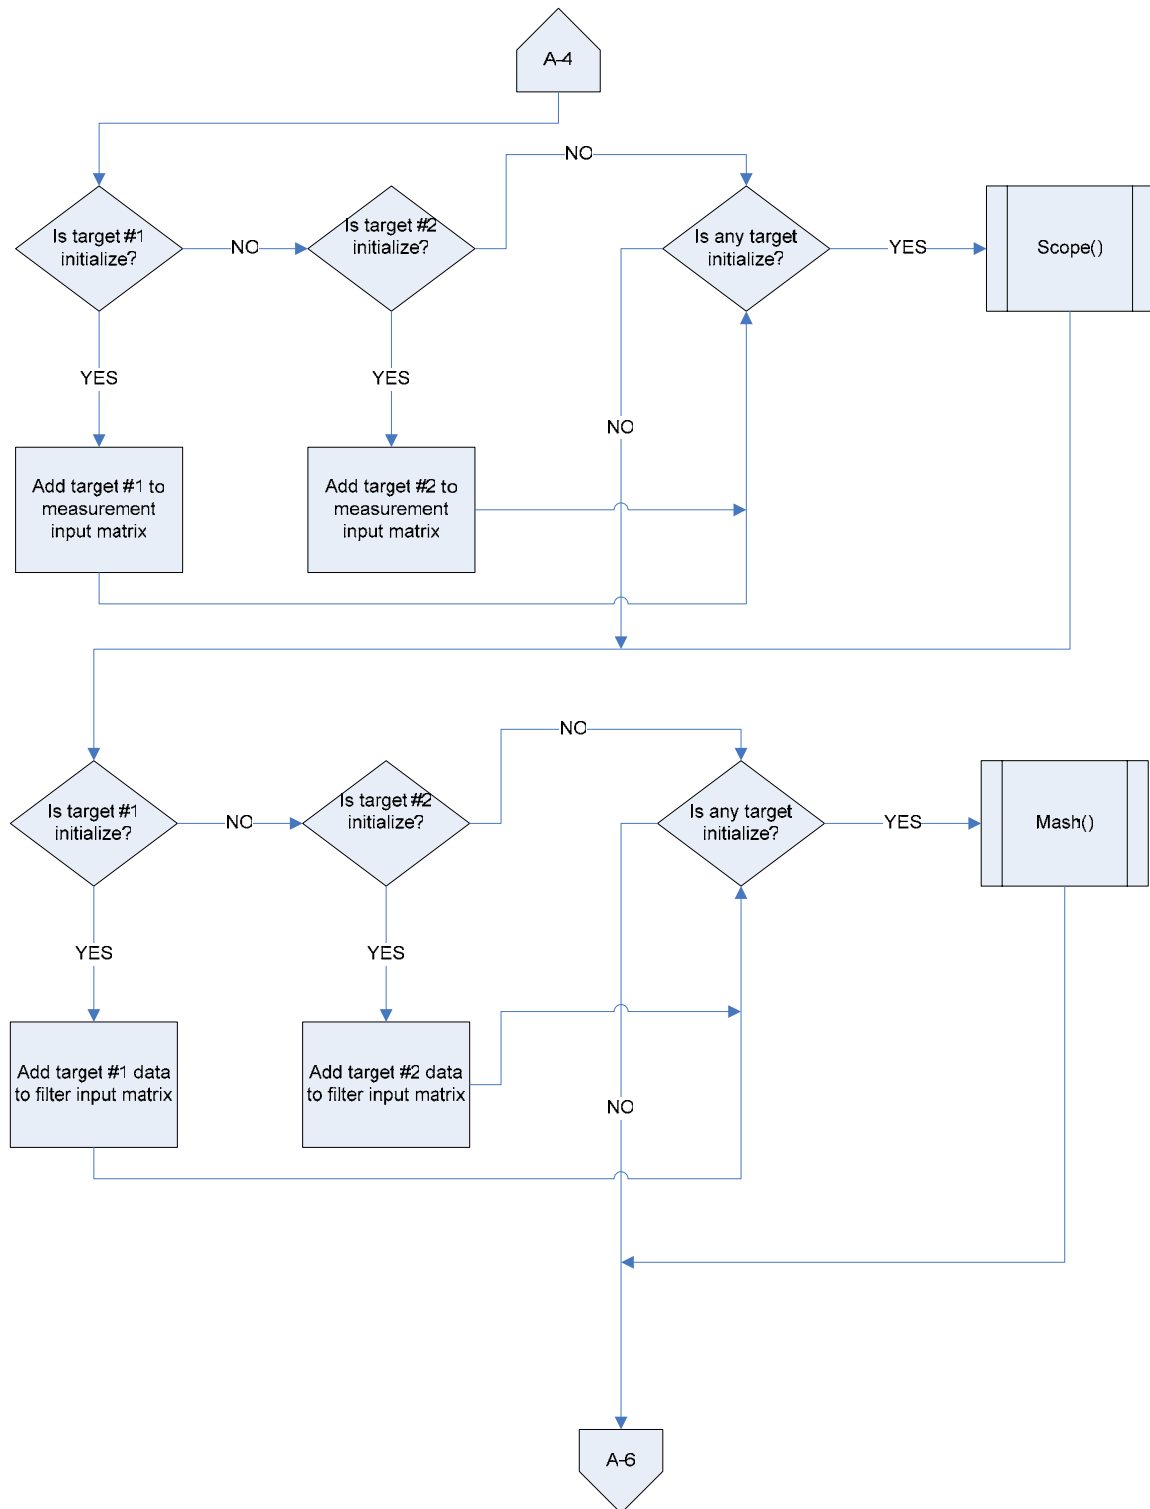 A-4
NO
Is target #1
initialize?
NO
Is target #2
initialize?
Is any target
initialize?
YES
Scope()
YES
YES
NO
Add target #1 to
measurement
input matrix
Add target #2 to
measurement
input matrix
NO
Is target #1
initialize?
NO
Is target #2
initialize?
Is any target
initialize?
YES
Mash()
YES
YES
Add target #1 data
to filter input matrix
Add target #2 data
to filter input matrix
NO
A-6